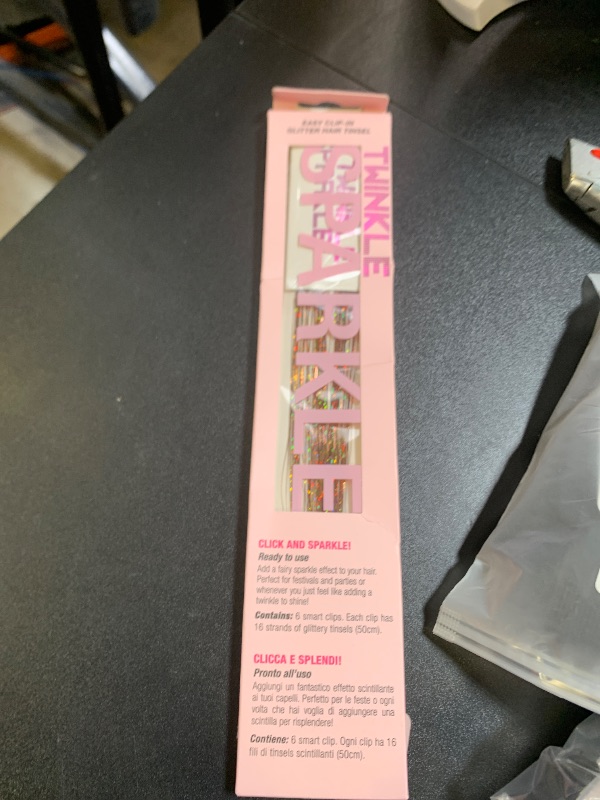 EASY CLIP-IN
GLITTER HAIR TINSEL
TWINKLE
SPARKLE
CLICK AND SPARKLE!
Ready to use
Add a fairy sparkle effect to your hair.
Perfect for festivals and parties or
whenever you just feel like adding a
twinkle to shine!
Contains: 6 smart clips. Each clip has
16 strands of glittery tinsels (50cm).
CLICCA E SPLENDI!
Pronto all'uso
Aggiungi un fantastico effetto scintillante
ai tuoi capelli. Perfetto per le feste o ogni
volta che hai voglia di aggiungere una
scintilla per risplendere!
Contiene: 6 smart clip. Ogni clip ha 16
fili di tinsels scintillanti (50cm).